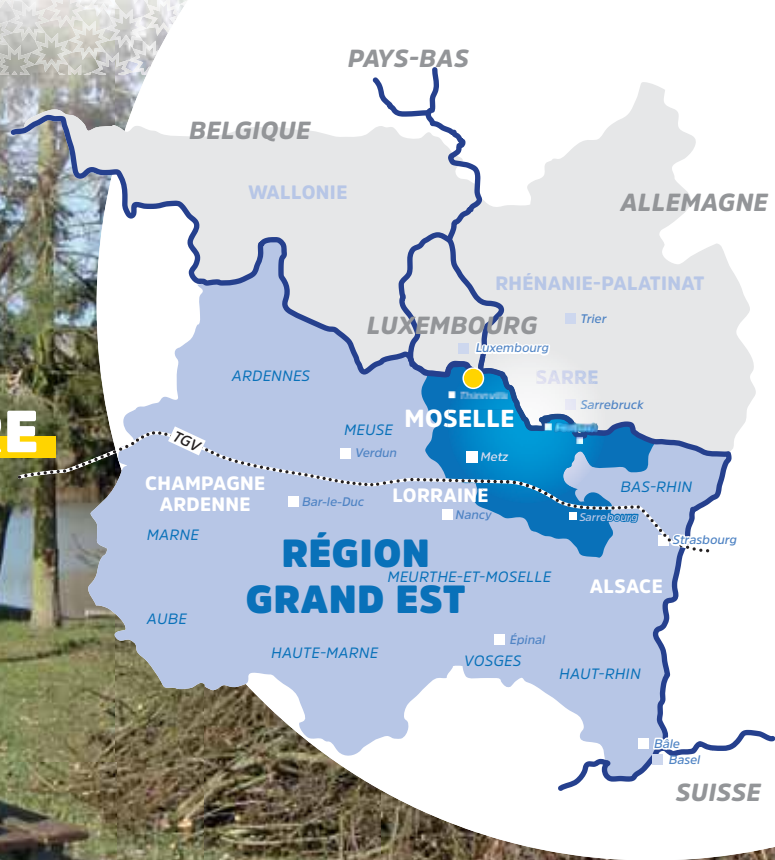 PAYS-BAS
BELGIQUE
WALLONIE
ALLEMAGNE
RHÉNANIE-PALATINAT
Trier
LUXEMBOURG
Luxembourg
ARDENNES
SARRE
Thionville
Sarrebruck
RE
MOSELLE
MEUSE
TGV
Verdun
Metz
CHAMPAGNE
ARDENNE
LORRAINE
BAS-RHIN
Bar-le-Duc
Nancy
Sarrebourg
MARNE
Strasbourg
RÉGION
GRAND EST
MEURTHE-ET-MOSELLE
ALSACE
AUBE
Épinal
HAUTE-MARNE
VOSGES
HAUT-RHIN
Bâle
Basel
SUISSE